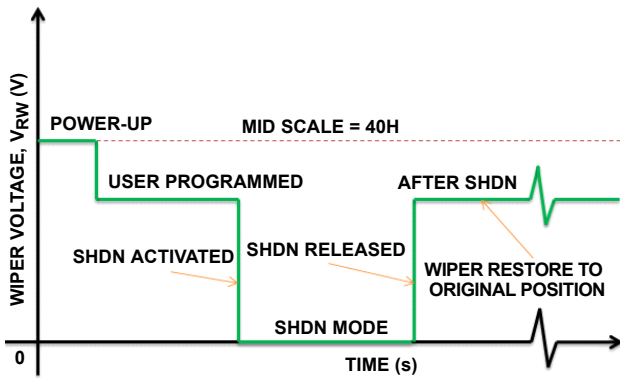 WIPER VOLTAGE, VRW (V)
POWER-UP
MID SCALE = 40H
USER PROGRAMMED
AFTER SHDN
SHDN ACTIVATED
SHDN RELEASED
WIPER RESTORE TO
ORIGINAL POSITION
SHDN MODE
0
TIME (s)